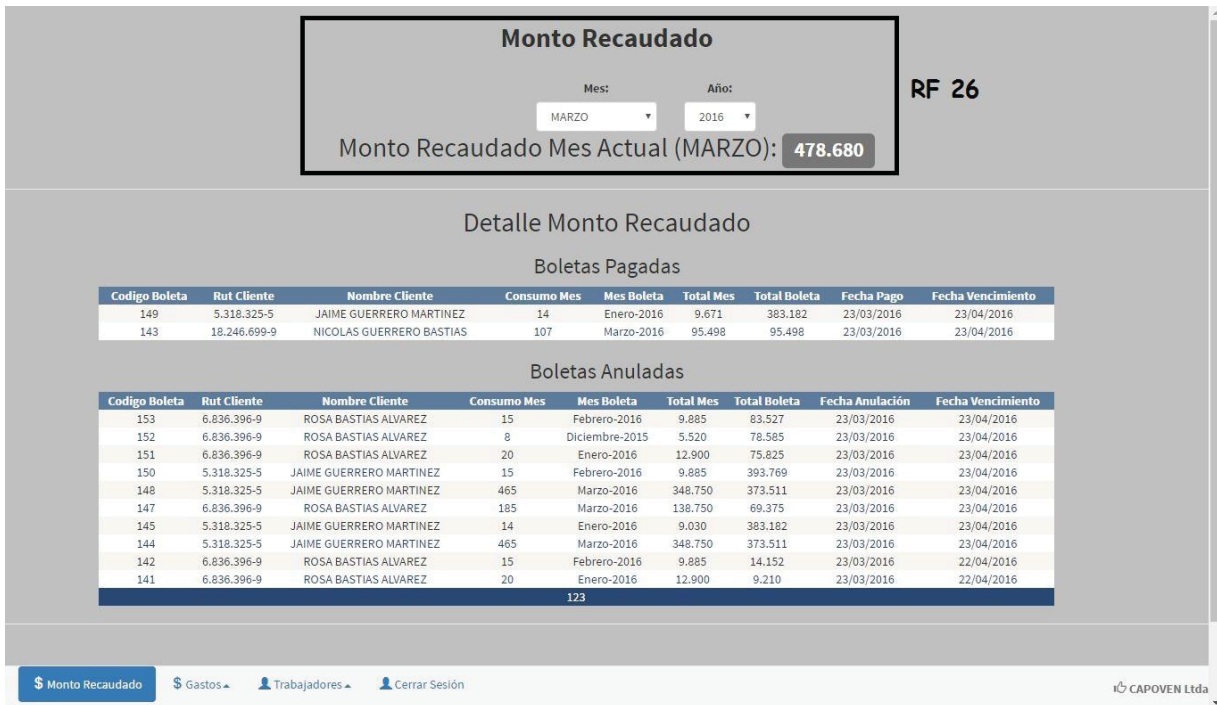 Monto Recaudado
Mes: Año:
MARZO 2016
RF 26
Monto Recaudado Mes Actual (MARZO): 478.680
Detalle Monto Recaudado
Boletas Pagadas
Codigo Boleta Rut Cliente Nombre Cliente Consumo Mes Mes Boleta Total Mes Total Boleta Fecha Pago Fecha Vencimiento
149 5.318.325-5 JAIME GUERRERO MARTINEZ 14 Enero-2016 9.671 383.182 23/03/2016 23/04/2016
143 18.246.699-9 NICOLAS GUERRERO BASTIAS 107 Marzo-2016 95.498 95.498 23/03/2016 23/04/2016
Boletas Anuladas
Codigo Boleta Rut Cliente Nombre Cliente Consumo Mes Mes Boleta Total Mes Total Boleta Fecha Anulación Fecha Vencimiento
153 6.836.396-9 ROSA BASTIAS ALVAREZ 15 Febrero-2016 9.885 83.527 23/03/2016 23/04/2016
152 6.836.396-9 ROSA BASTIAS ALVAREZ 8 Diciembre-2015 5.520 78.585 23/03/2016 23/04/2016
151 6.836.396-9 ROSA BASTIAS ALVAREZ 20 Enero-2016 12.900 75.825 23/03/2016 23/04/2016
150 5.318.325-5 JAIME GUERRERO MARTINEZ 15 Febrero-2016 9.885 393.769 23/03/2016 23/04/2016
148 5.318.325-5 JAIME GUERRERO MARTINEZ 465 Marzo-2016 348.750 373.511 23/03/2016 23/04/2016
147 6.836.396-9 ROSA BASTIAS ALVAREZ 185 Marzo-2016 138.750 69.375 23/03/2016 23/04/2016
145 5.318.325-5 JAIME GUERRERO MARTINEZ 14 Enero-2016 9.030 383.182 23/03/2016 23/04/2016
144 5.318.325-5 JAIME GUERRERO MARTINEZ 465 Marzo-2016 348.750 373.511 23/03/2016 23/04/2016
142 6.836.396-9 ROSA BASTIAS ALVAREZ 15 Febrero-2016 9.885 14.152 23/03/2016 22/04/2016
141 6.836.396-9 ROSA BASTIAS ALVAREZ 20 Enero-2016 12.900 9.210 23/03/2016 22/04/2016
123
$ Monto Recaudado $ Gastos Trabajadores Cerrar Sesión CAPOVEN Ltda